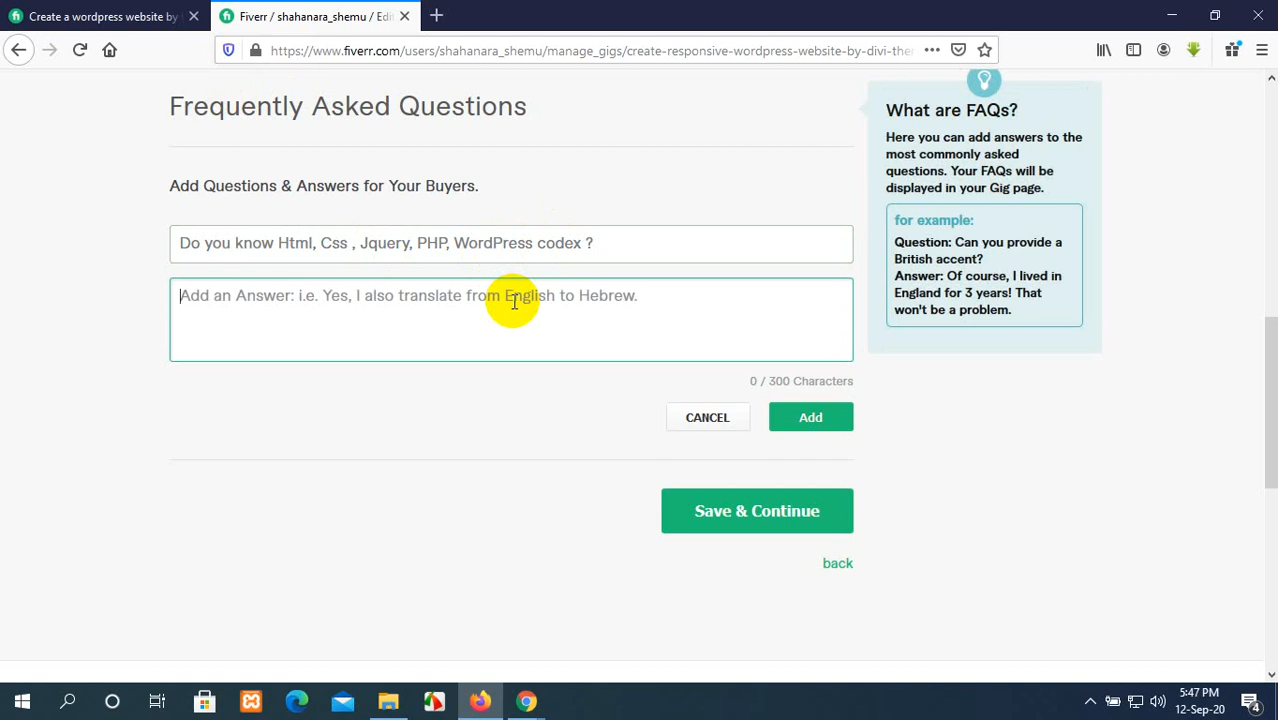 Create a wordpress website by
Fiverr / shahanara_shemu / Edi
https://www.fiverr.com/users/shahanara_shemu/manage_gigs/create-responsive-wordpress-website-by-divi-the
Frequently Asked Questions
Add Questions & Answers for Your Buyers.
Do you know Html, Css , Jquery, PHP, WordPress codex ?
Add an Answer: i.e. Yes, I also translate from English to Hebrew.
0 / 300 Characters
CANCEL
Add
Save & Continue
back
What are FAQs?
Here you can add answers to the
most commonly asked
questions. Your FAQs will be
displayed in your Gig page.
for example:
Question: Can you provide a
British accent?
Answer: Of course, I lived in
England for 3 years! That
won't be a problem.
5:47 PM
12-Sep-20
4